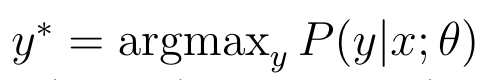 y* = argmax_y P(y|x; θ)